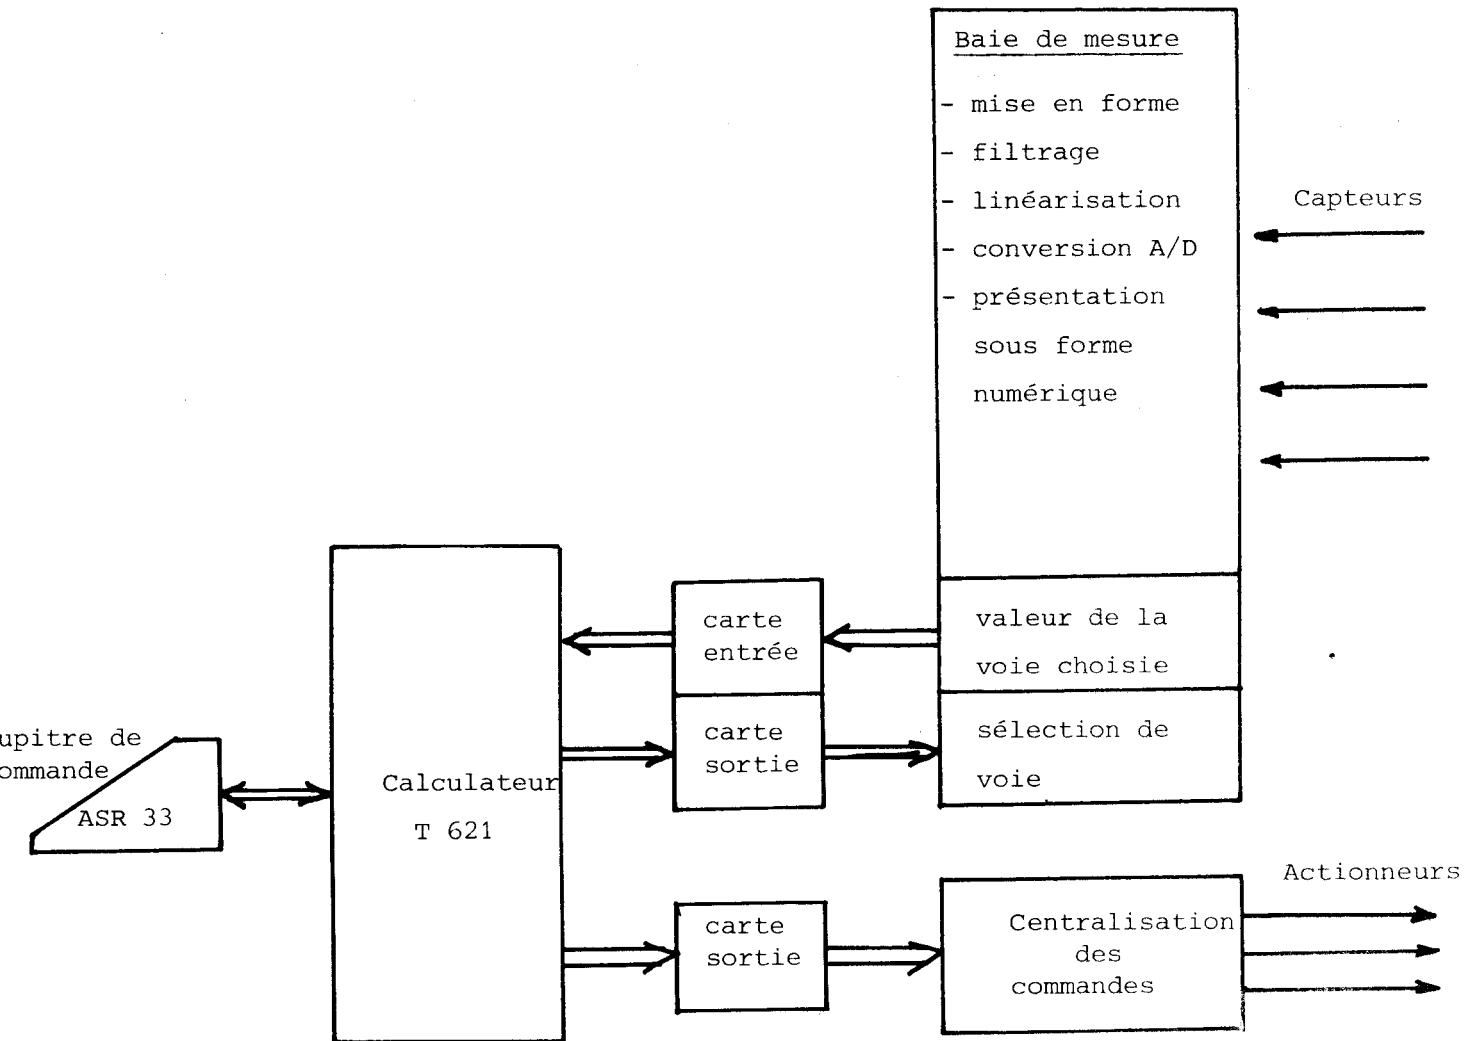 Baie de mesure
- mise en forme
- filtrage
- linéarisation
- conversion A/D
- présentation
sous forme
numérique
Capteurs
carte
entrée
valeur de la
voie choisie
carte
sortie
sélection de
voie
upitre de
ommande
ASR 33
Calculateur
T 621
carte
sortie
Centralisation
des
commandes
Actionneurs